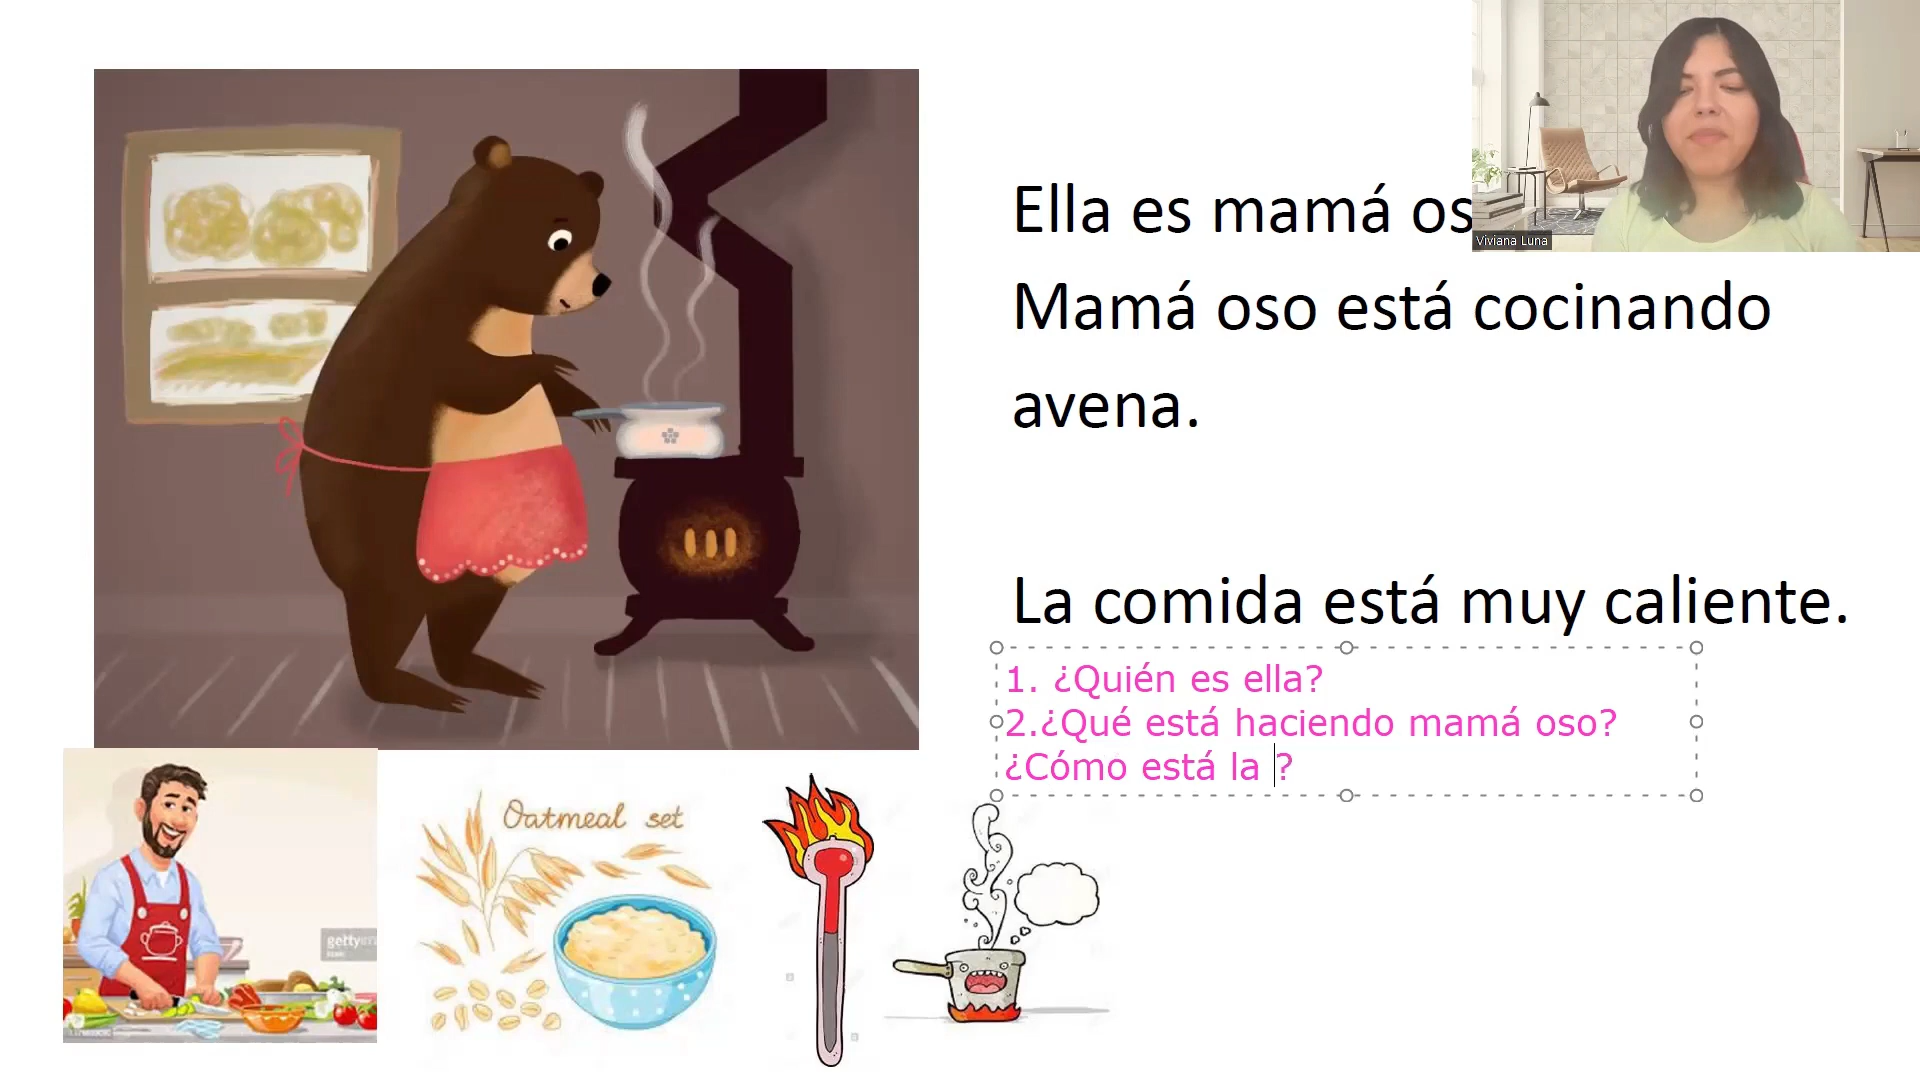 Ella es mamá os
Viviana Luna
Mamá oso está cocinando
avena.
La comida está muy caliente.
1. ¿Quién es ella?
2.¿Qué está haciendo mamá oso?
¿Cómo está la ?
Oatmeal set